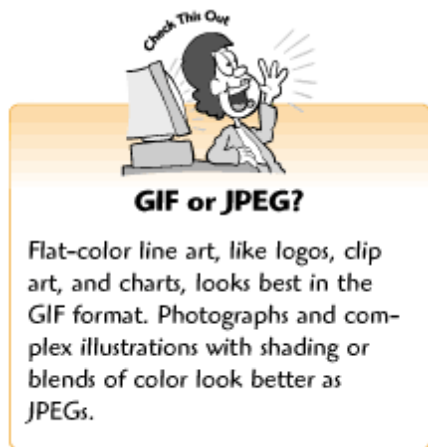 Check This Out
GIF or JPEG?
Flat-color line art, like logos, clip
art, and charts, looks best in the
GIF format. Photographs and com-
plex illustrations with shading or
blends of color look better as
JPEGs.